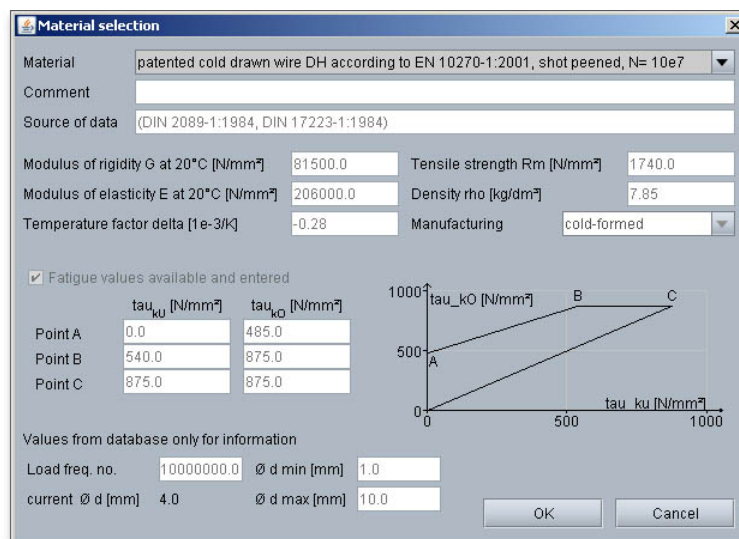 Material selection
Material patented cold drawn wire DH according to EN 10270-1:2001, shot peened, N= 10e7
Comment
Source of data (DIN 2089-1:1984, DIN 17223-1:1984)
Modulus of rigidity G at 20°C [N/mm²] 81500.0 Tensile strength Rm [N/mm²] 1740.0
Modulus of elasticity E at 20°C [N/mm²] 206000.0 Density rho [kg/dm³] 7.85
Temperature factor delta [1e-3/K] -0.28 Manufacturing cold-formed
Fatigue values available and entered
tau_kU [N/mm²] tau_kO [N/mm²]
Point A 0.0 485.0
Point B 540.0 875.0
Point C 875.0 875.0
1000 tau_kO [N/mm²] B C
500 A
0 tau_ku [N/mm²]
0 500 1000
Values from database only for information
Load freq. no. 10000000.0 Ø d min [mm] 1.0
current Ø d [mm] 4.0 Ø d max [mm] 10.0
OK Cancel